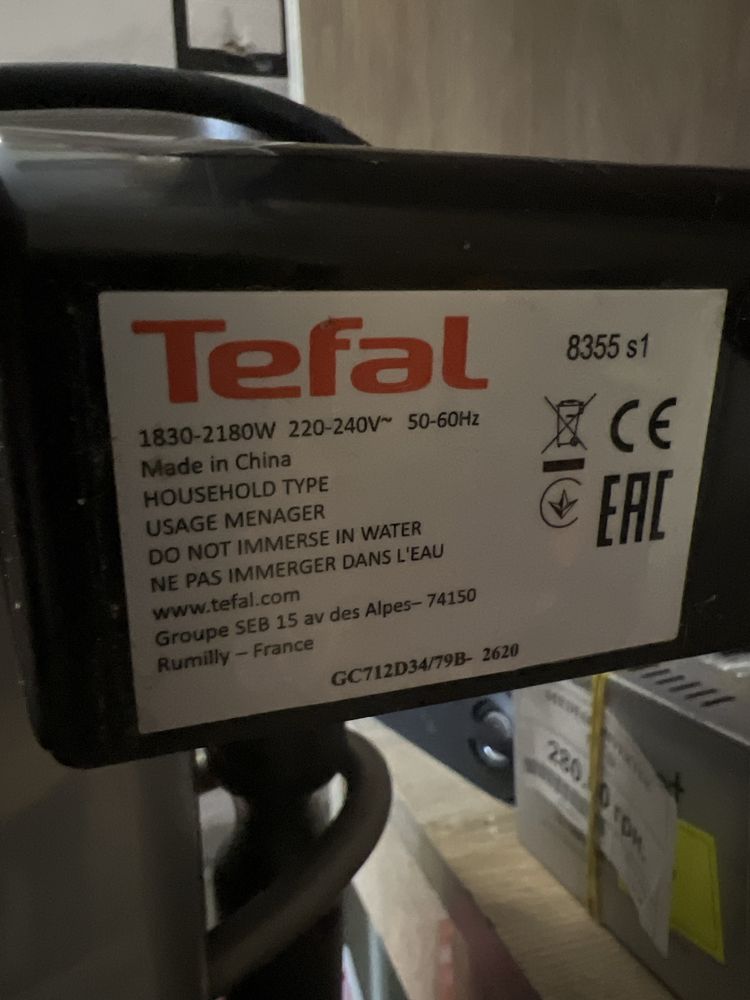 Tefal
8355 s1
1830-2180W 220-240V~ 50-60Hz
Made in China
HOUSEHOLD TYPE
USAGE MENAGER
DO NOT IMMERSE IN WATER
NE PAS IMMERGER DANS L'EAU
www.tefal.com
Groupe SEB 15 av des Alpes– 74150
Rumilly – France
GC712D34/79B- 2620
CE
EAC
грн.